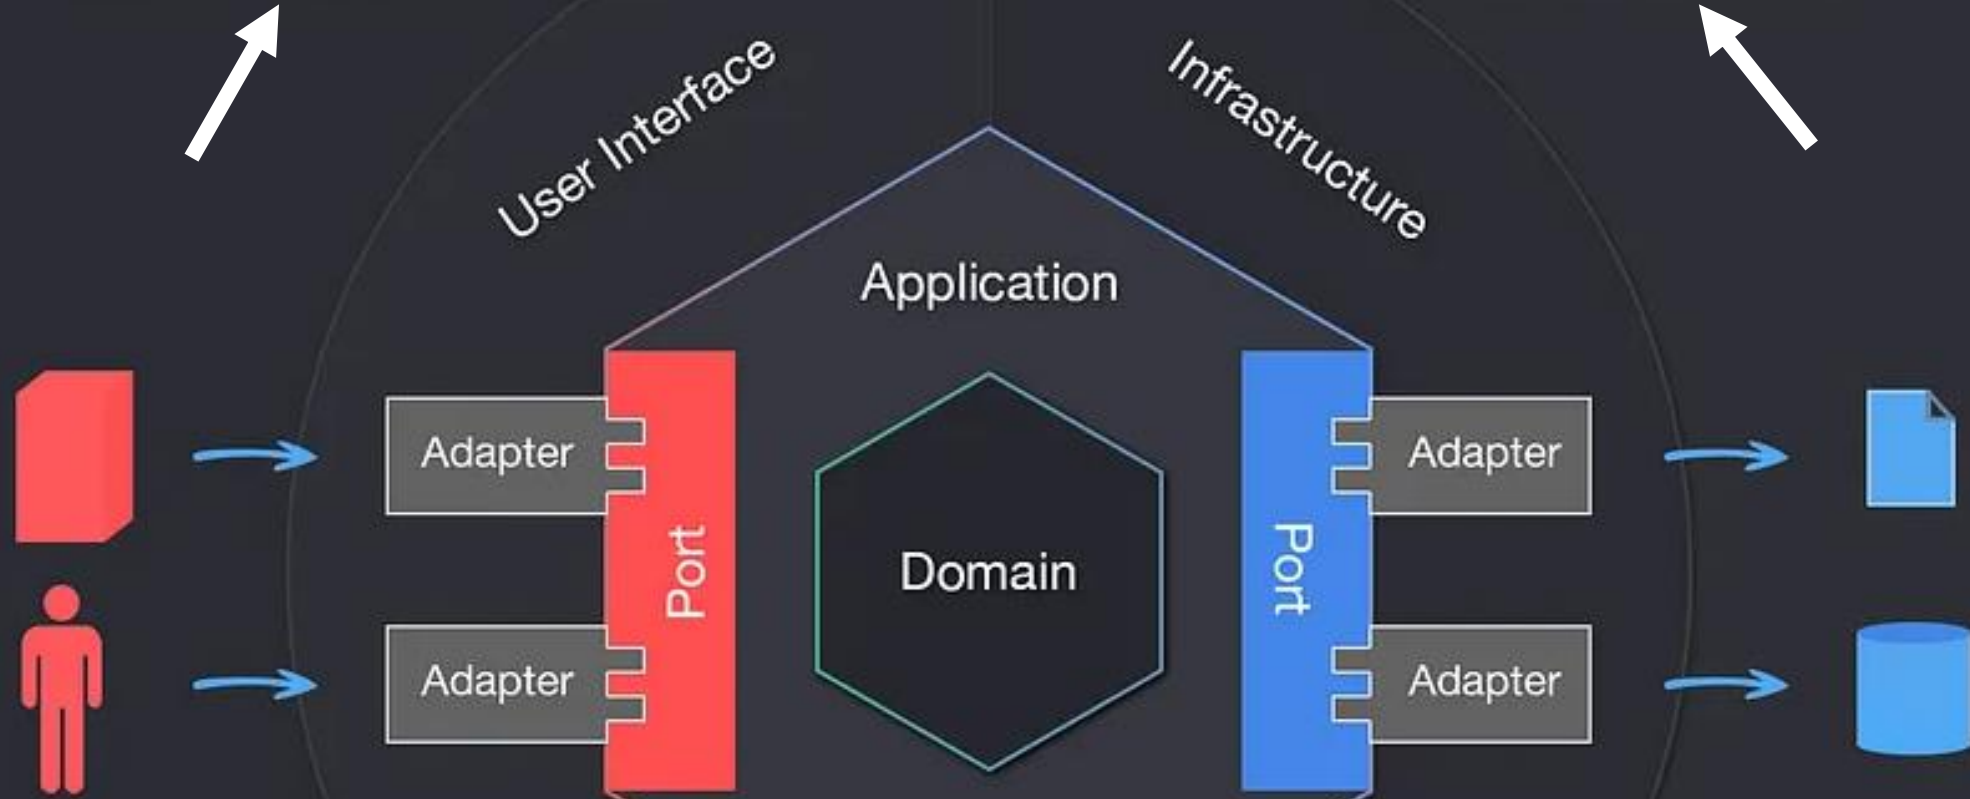 User Interface
Infrastructure
Application
Adapter
Adapter
Port
Domain
Port
Adapter
Adapter